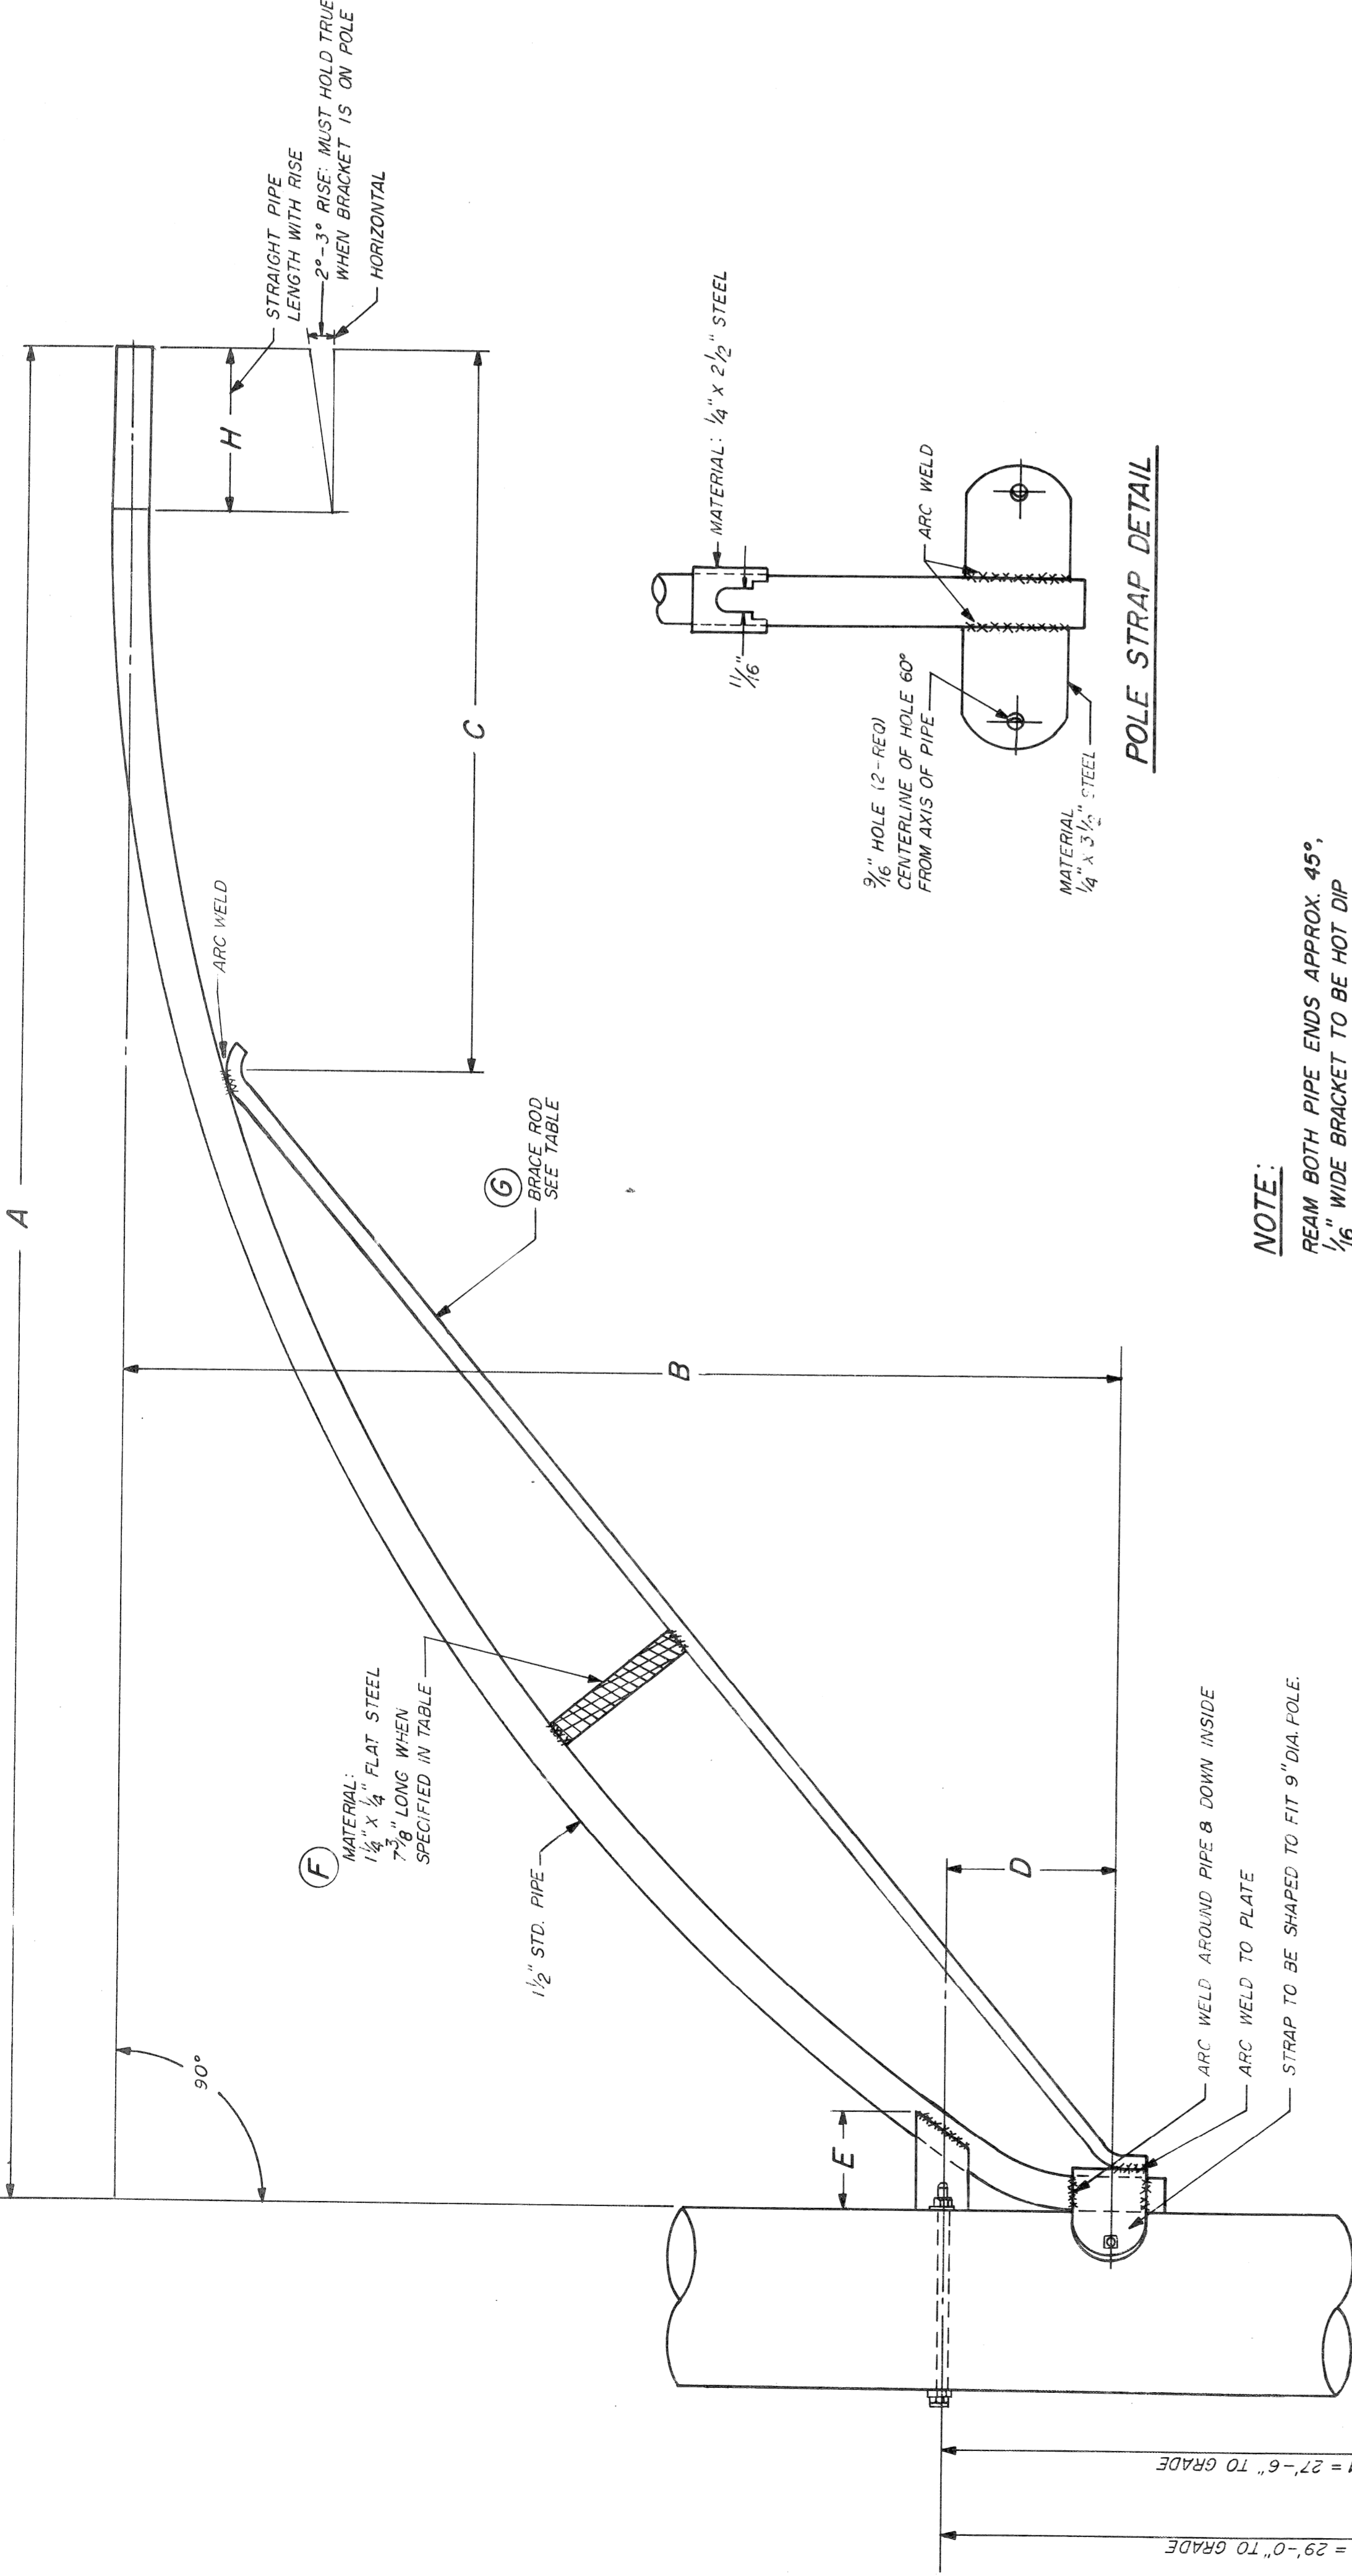 A
STRAIGHT PIPE
LENGTH WITH RISE
2°-3° RISE: MUST HOLD TRUE
WHEN BRACKET IS ON POLE
HORIZONTAL
H
C
ARC WELD
90°
B
G
BRACE ROD
SEE TABLE
F
MATERIAL:
1 1/4" X 1/4" FLAT STEEL
7 3/8" LONG WHEN
SPECIFIED IN TABLE
1 1/2" STD. PIPE
E
D
ARC WELD AROUND PIPE & DOWN INSIDE
ARC WELD TO PLATE
STRAP TO BE SHAPED TO FIT 9" DIA. POLE.
= 27'-6" TO GRADE
= 29'-0" TO GRADE
MATERIAL: 1/4" X 2 1/2" STEEL
11/16"
ARC WELD
9/16" HOLE (2-REQ)
CENTERLINE OF HOLE 60°
FROM AXIS OF PIPE
MATERIAL
1/4" X 3 1/2" STEEL
POLE STRAP DETAIL
NOTE:
REAM BOTH PIPE ENDS APPROX. 45°,
1/16" WIDE BRACKET TO BE HOT DIP